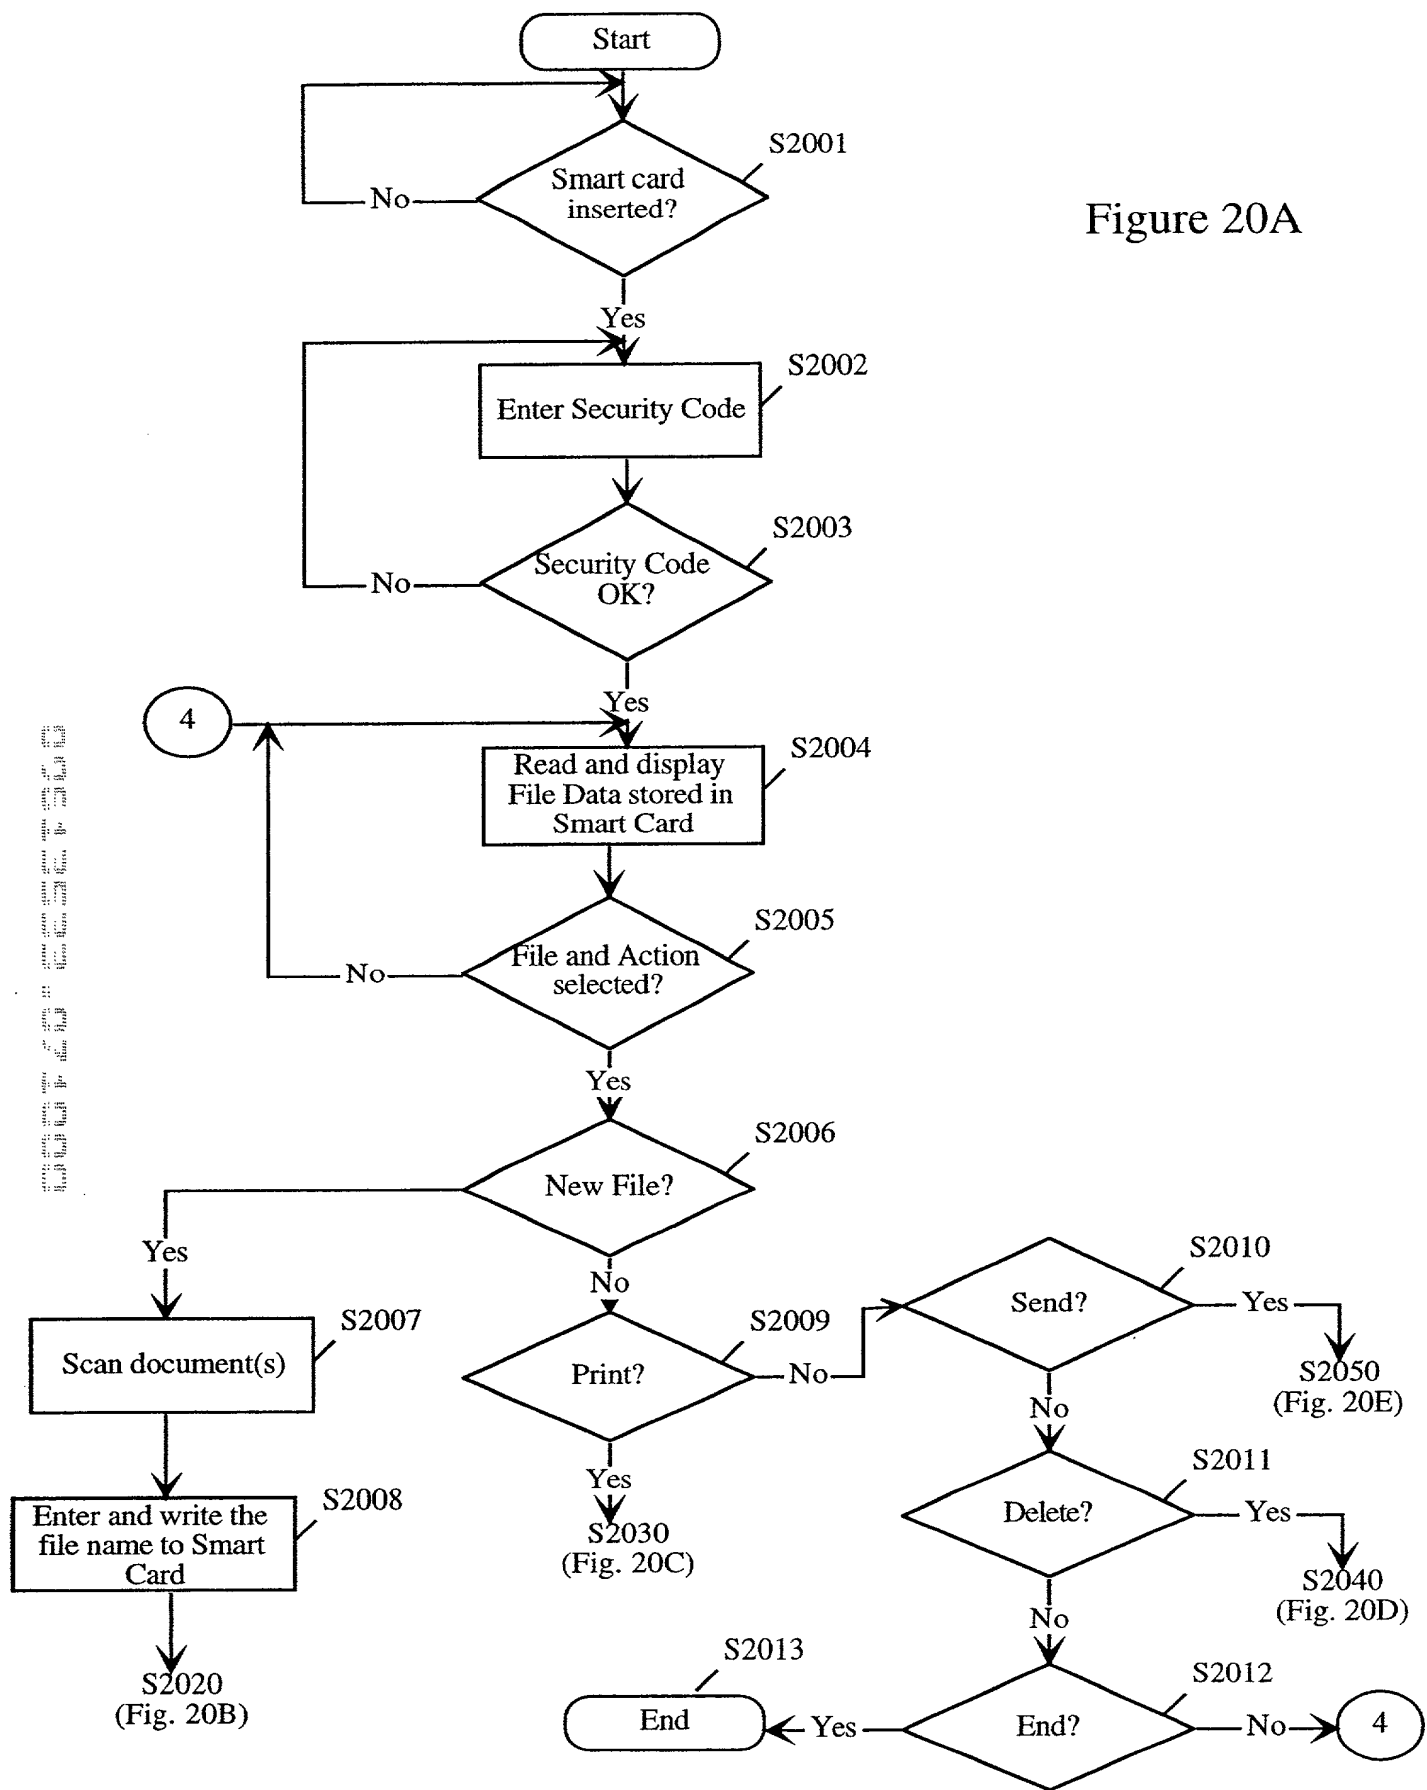 Start
S2001
Smart card
inserted?
No
Figure 20A
Yes
S2002
Enter Security Code
S2003
Security Code
OK?
No
Yes
4
S2004
Read and display
File Data stored in
Smart Card
S2005
File and Action
selected?
No
Yes
S2006
New File?
Yes
No
S2007
Scan document(s)
S2008
Enter and write the
file name to Smart
Card
S2020
(Fig. 20B)
S2009
Print?
No
Yes
S2030
(Fig. 20C)
S2010
Send?
Yes
S2050
(Fig. 20E)
No
S2011
Delete?
Yes
S2040
(Fig. 20D)
No
S2013
End
Yes
S2012
End?
No
4